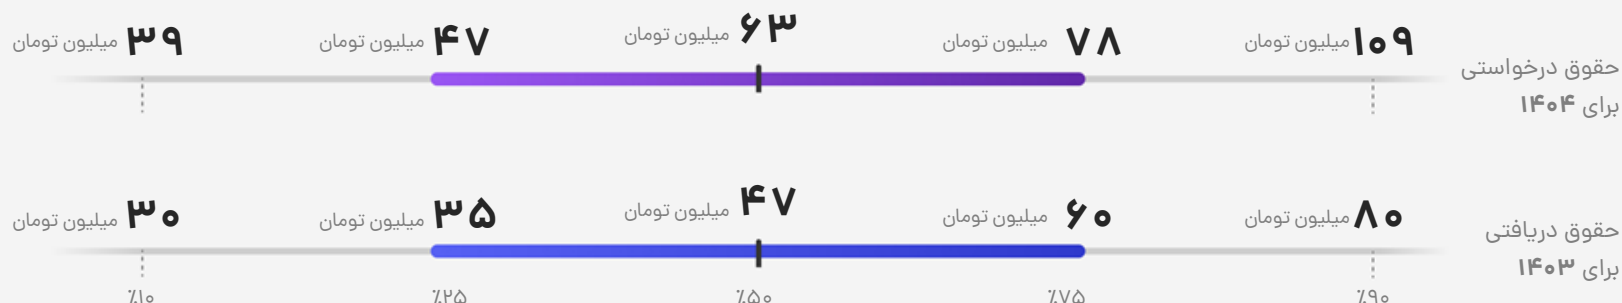 حقوق درخواستی
برای ۱۴۰۴
۱۰۹ میلیون تومان
۷۸ میلیون تومان
۶۳ میلیون تومان
۴۷ میلیون تومان
۳۹ میلیون تومان
حقوق دریافتی
برای ۱۴۰۳
۸۰ میلیون تومان
۶۰ میلیون تومان
۴۷ میلیون تومان
۳۵ میلیون تومان
۳۰ میلیون تومان
٪۹۰
٪۷۵
٪۵۰
٪۲۵
٪۱۰